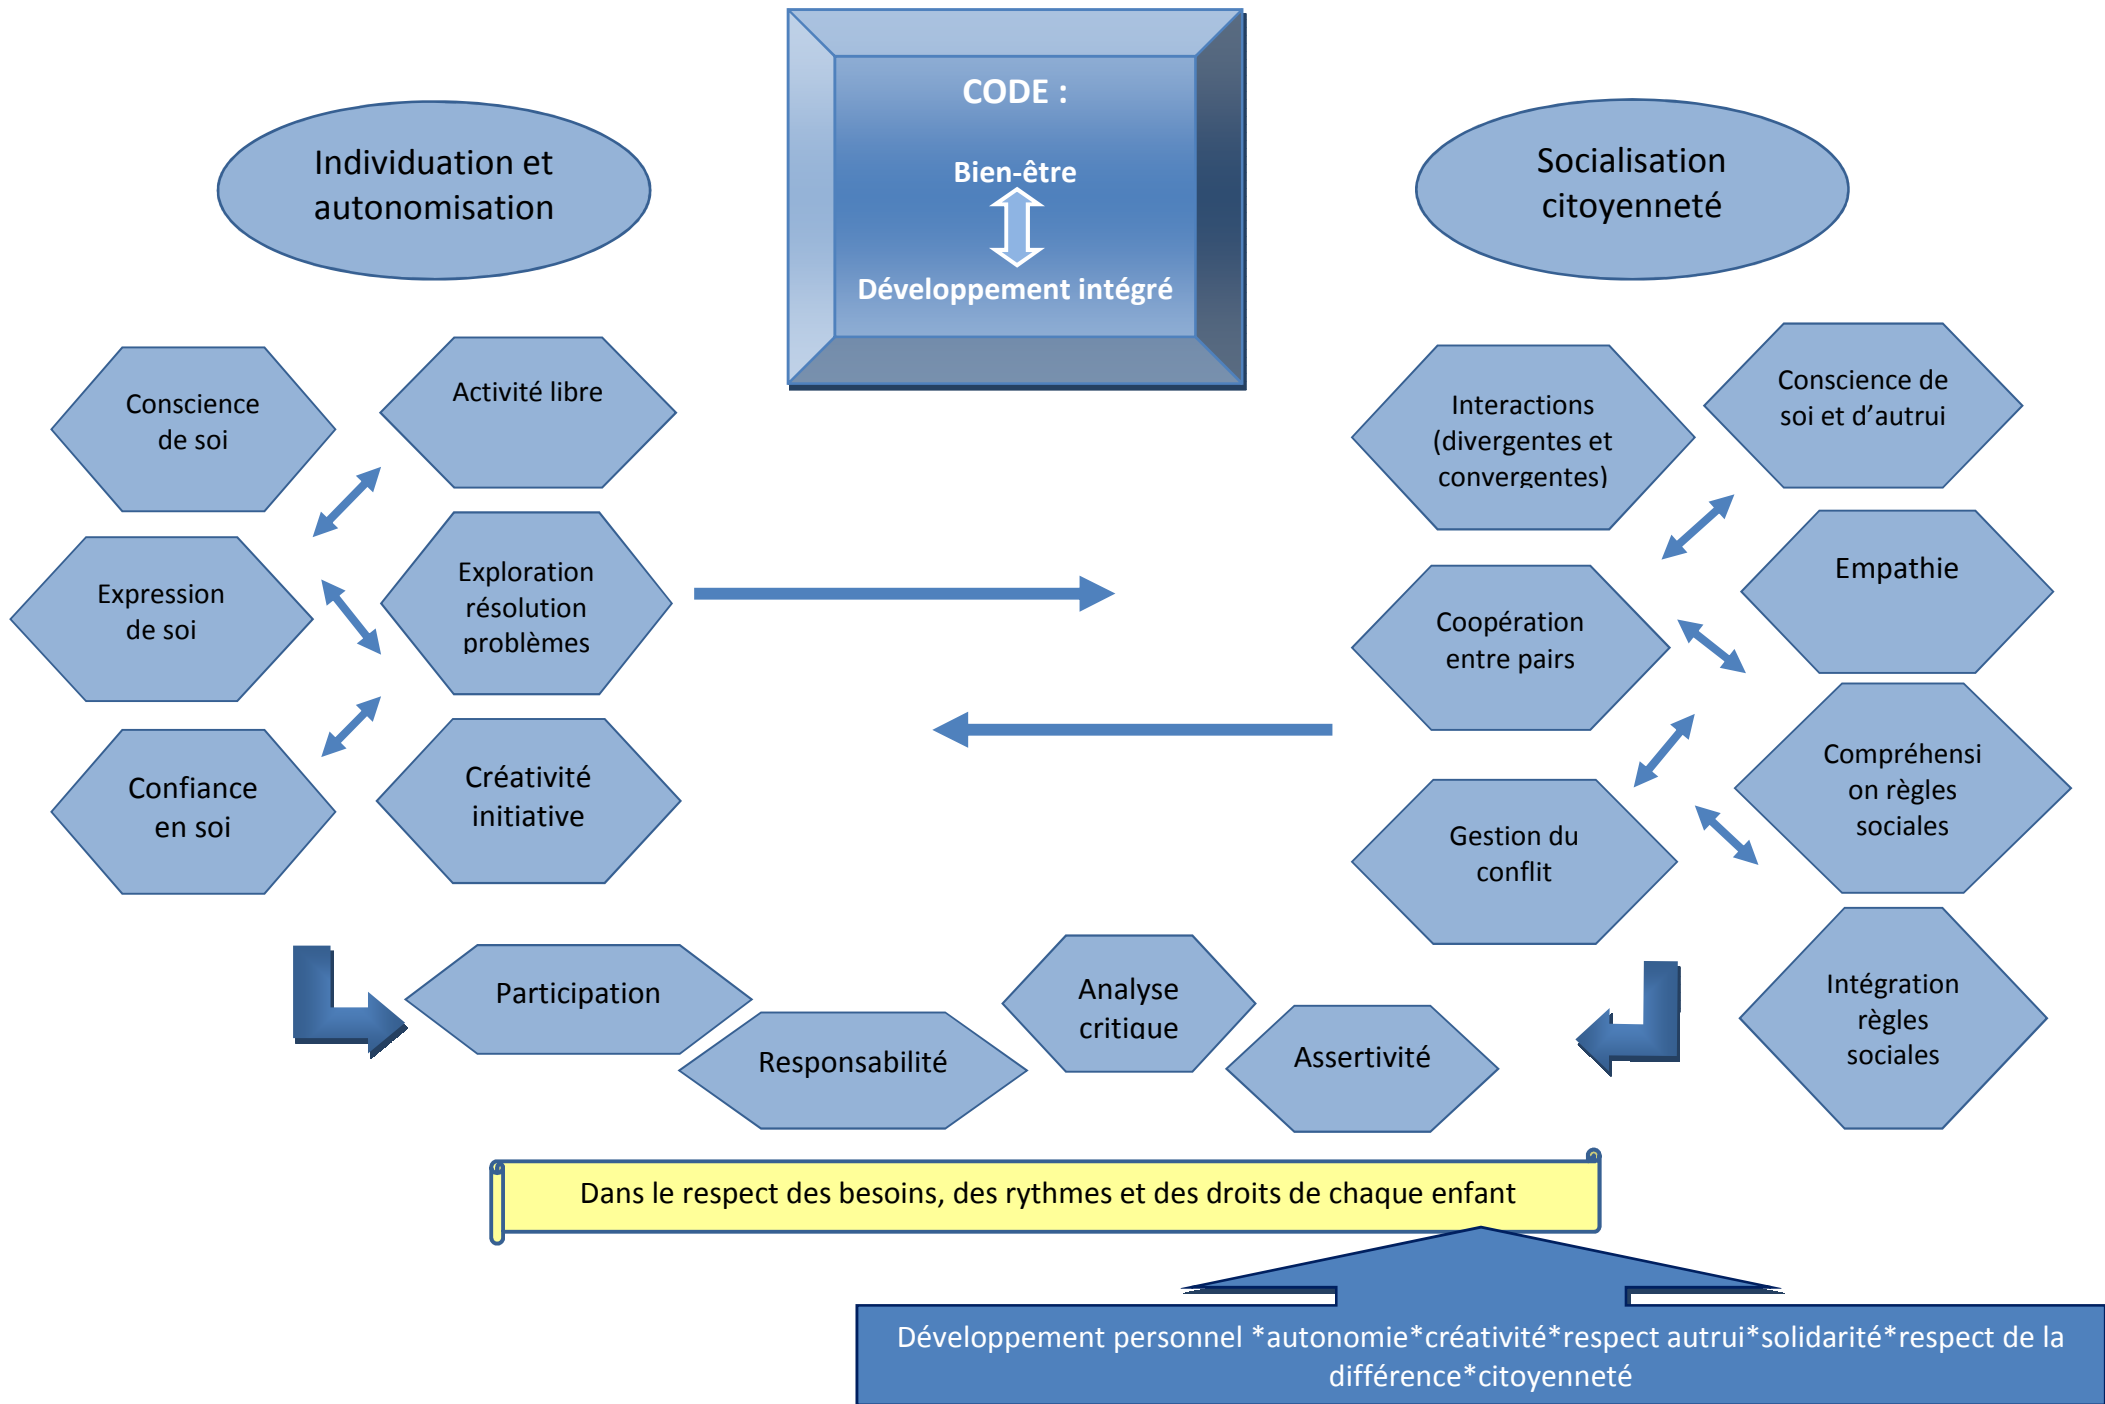 CODE :
Bien-être
Développement intégré
Individuation et
autonomisation
Socialisation
citoyenneté
Conscience
de soi
Activité libre
Expression
de soi
Exploration
résolution
problèmes
Confiance
en soi
Créativité
initiative
Interactions
(divergentes et
convergentes)
Conscience de
soi et d’autrui
Coopération
entre pairs
Empathie
Gestion du
conflit
Compréhensi
on règles
sociales
Intégration
règles
sociales
Participation
Responsabilité
Analyse
critique
Assertivité
Dans le respect des besoins, des rythmes et des droits de chaque enfant
Développement personnel *autonomie*créativité*respect autrui*solidarité*respect de la
différence*citoyenneté